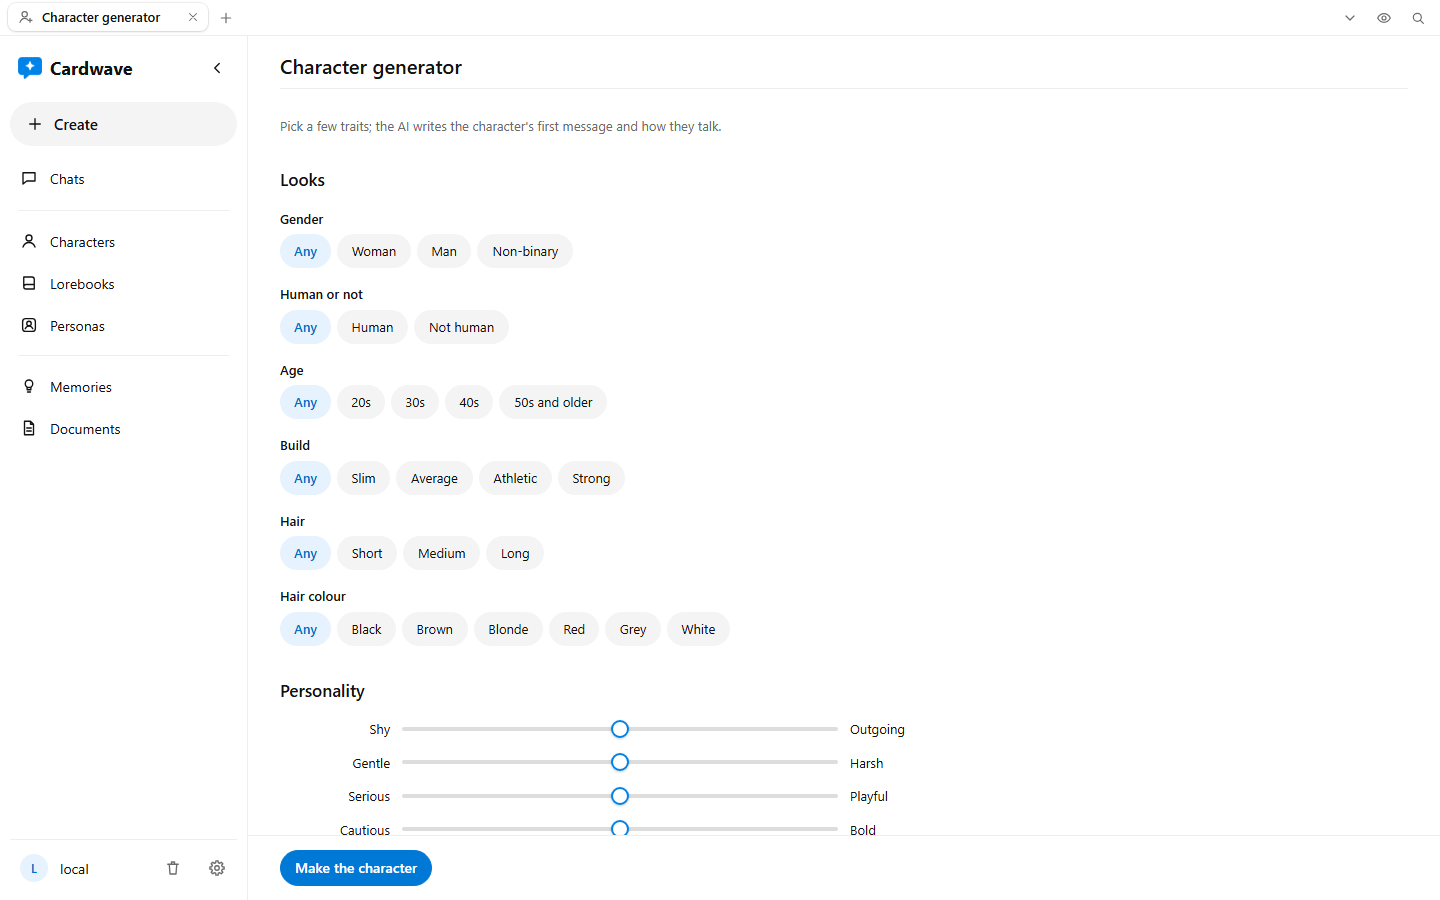 Character generator
Cardwave
Create
Chats
Characters
Lorebooks
Personas
Memories
Documents
L local
Character generator
Pick a few traits; the AI writes the character's first message and how they talk.
Looks
Gender
Any Woman Man Non-binary
Human or not
Any Human Not human
Age
Any 20s 30s 40s 50s and older
Build
Any Slim Average Athletic Strong
Hair
Any Short Medium Long
Hair colour
Any Black Brown Blonde Red Grey White
Personality
Shy Outgoing
Gentle Harsh
Serious Playful
Cautious Bold
Make the character